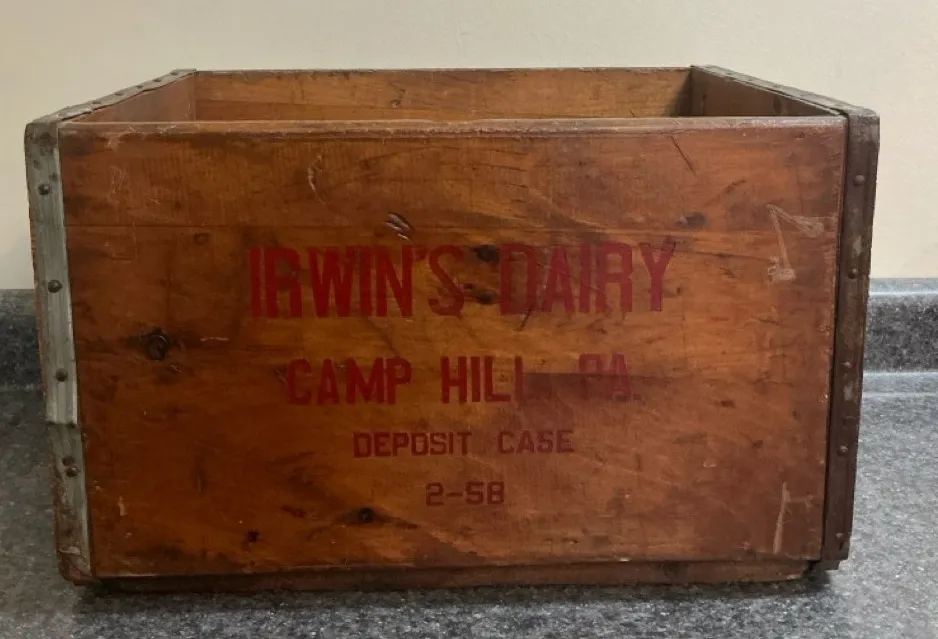 IRWIN'S DAIRY
CAMP HILL, PA.
DEPOSIT CASE
2-58